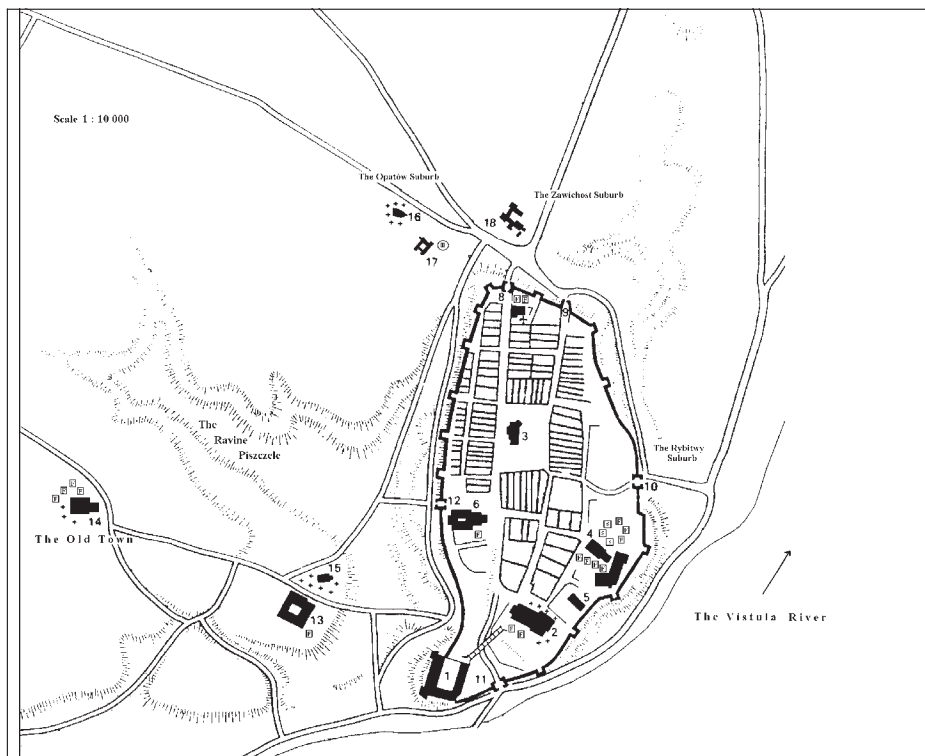 Scale 1 : 10 000
The Opatów Suburb
The Zawichost Suburb
16
18
17
8
7
9
The
Ravine
Piszczele
3
The Rybitwy
Suburb
10
12
6
14
4
The Old Town
15
5
13
2
The Vistula River
1
11